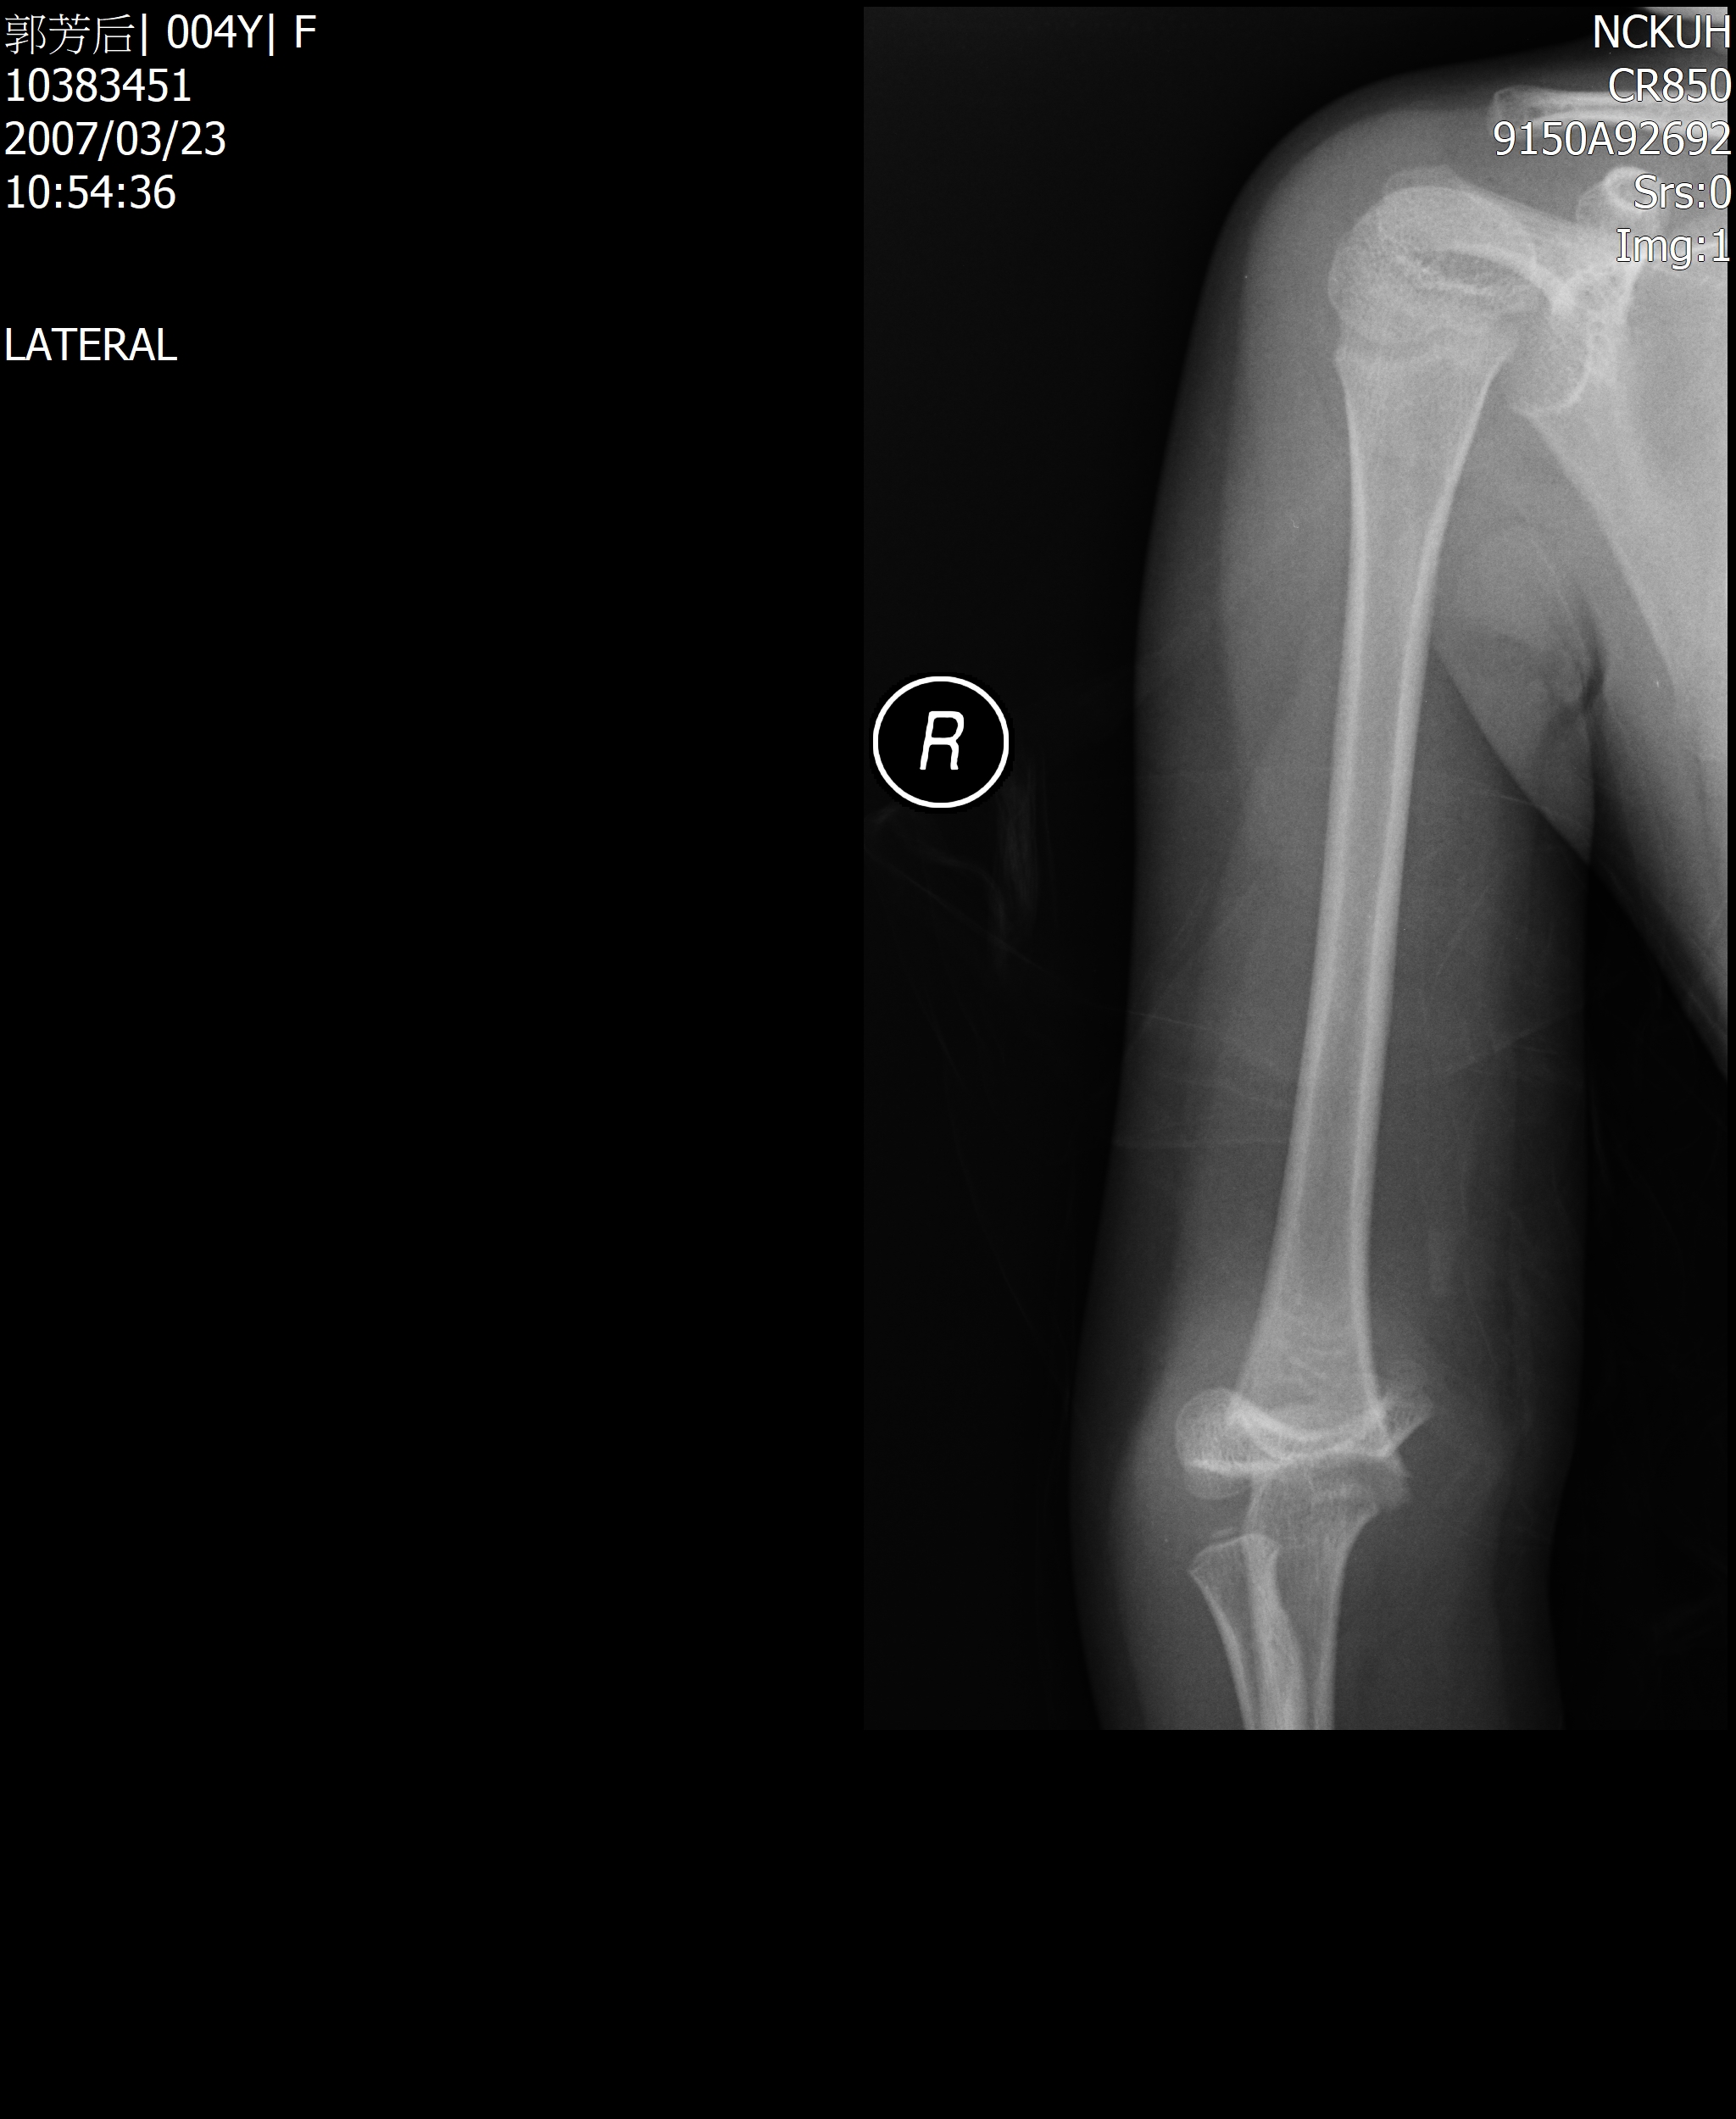 郭芳后| 004Y| F
10383451
2007/03/23
10:54:36
LATERAL
NCKUH
CR850
9150A92692
Srs:0
Img:1
R